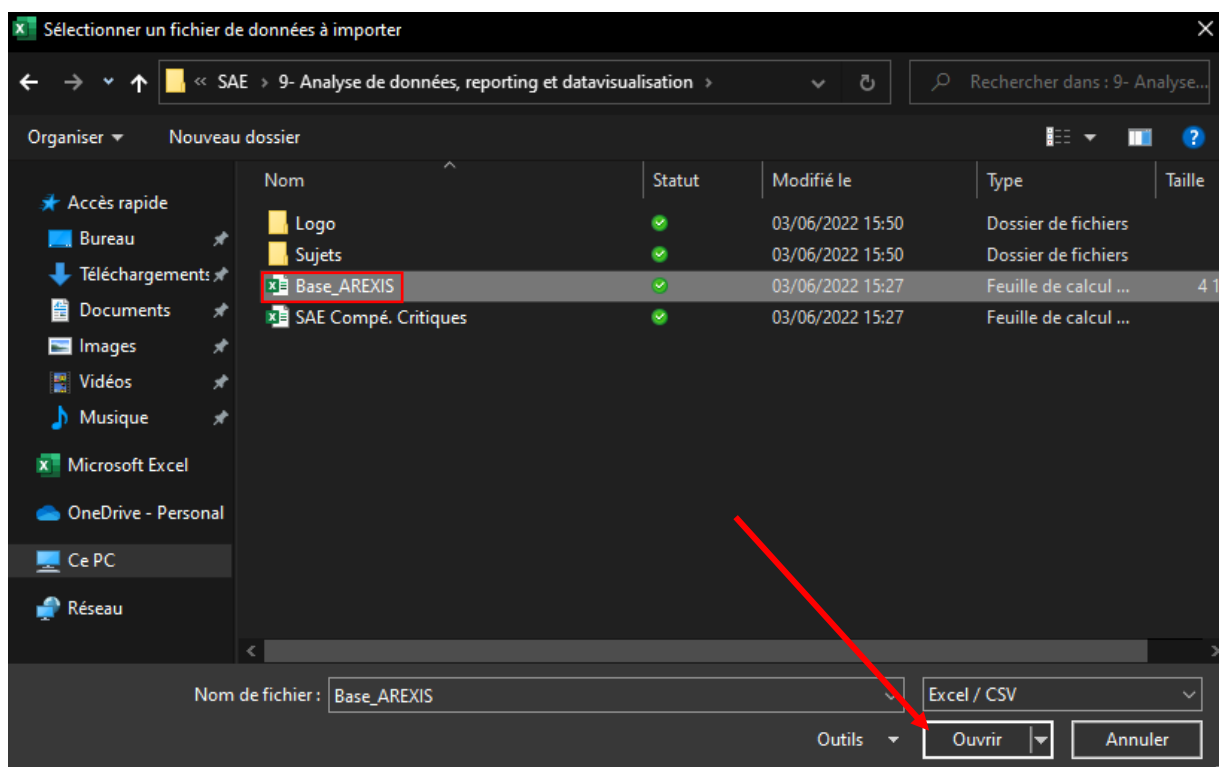 Sélectionner un fichier de données à importer
« SAE > 9- Analyse de données, reporting et datavisualisation >
Rechercher dans : 9- Analyse...
Organiser
Nouveau dossier
?
Nom Statut Modifié le Type Taille
Accès rapide
Bureau
Téléchargements
Documents
Images
Vidéos
Musique
Microsoft Excel
OneDrive - Personal
Ce PC
Réseau
Logo 03/06/2022 15:50 Dossier de fichiers
Sujets 03/06/2022 15:50 Dossier de fichiers
Base_AREXIS 03/06/2022 15:27 Feuille de calcul ... 4 1
SAE Compé. Critiques 03/06/2022 15:27 Feuille de calcul ...
Nom de fichier : Base_AREXIS
Excel / CSV
Outils
Ouvrir
Annuler